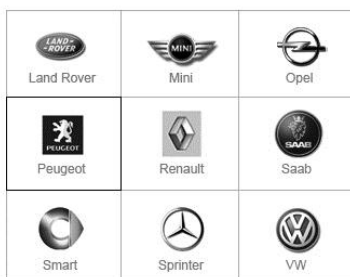 LAND-
-ROVER
Land Rover
MINI
Mini
Opel
PEUGEOT
Peugeot
Renault
SAAB
Saab
Smart
Sprinter
VW